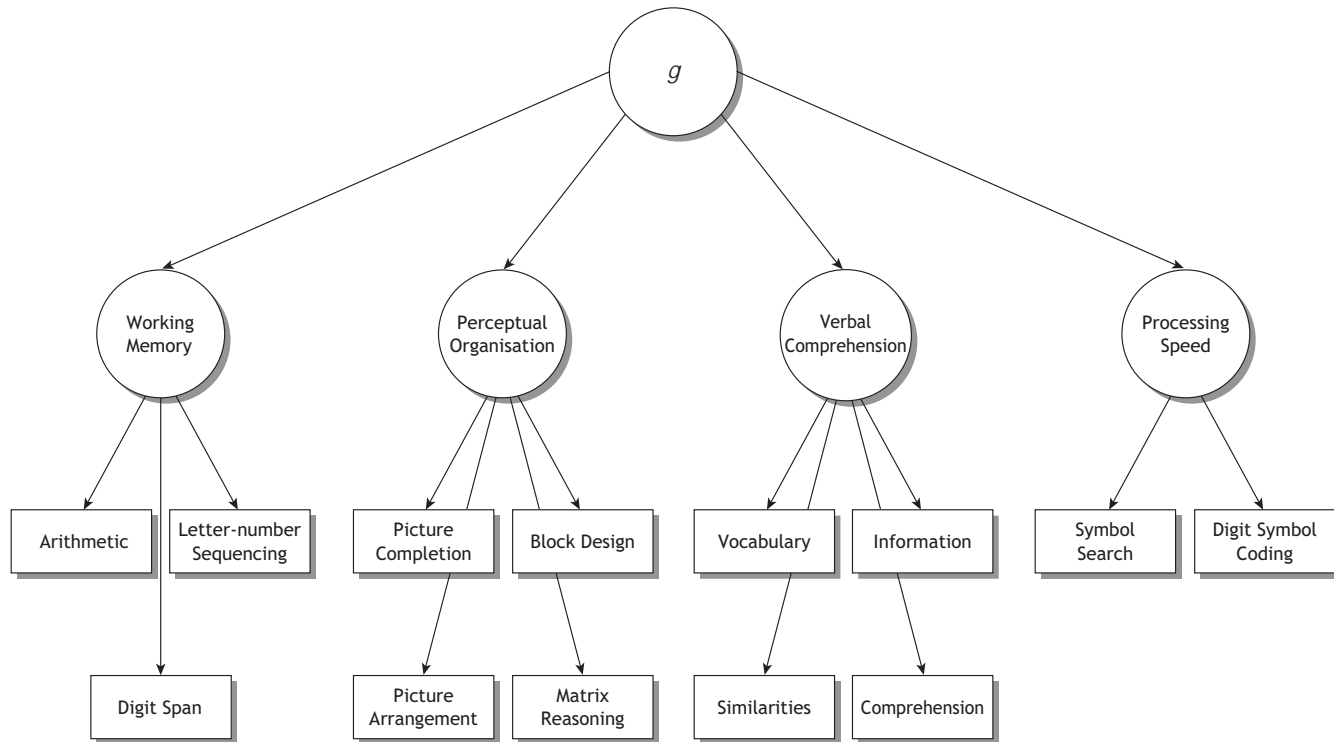 g
Working
Memory
Perceptual
Organisation
Verbal
Comprehension
Processing
Speed
Arithmetic
Letter-number
Sequencing
Picture
Completion
Block Design
Vocabulary
Information
Symbol
Search
Digit Symbol
Coding
Digit Span
Picture
Arrangement
Matrix
Reasoning
Similarities
Comprehension